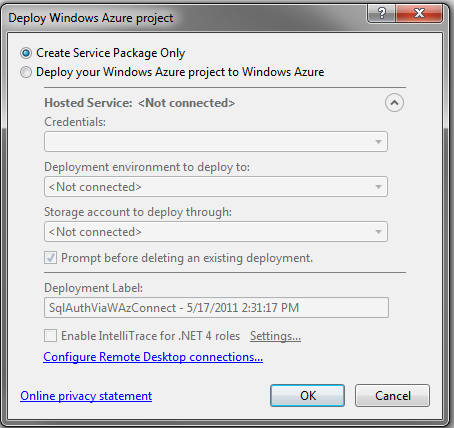 Deploy Windows Azure project
Create Service Package Only
Deploy your Windows Azure project to Windows Azure
Hosted Service: <Not connected>
Credentials:
Deployment environment to deploy to:
<Not connected>
Storage account to deploy through:
<Not connected>
Prompt before deleting an existing deployment.
Deployment Label:
SqlAuthViaWAzConnect - 5/17/2011 2:31:17 PM
Enable IntelliTrace for .NET 4 roles Settings...
Configure Remote Desktop connections...
Online privacy statement OK Cancel